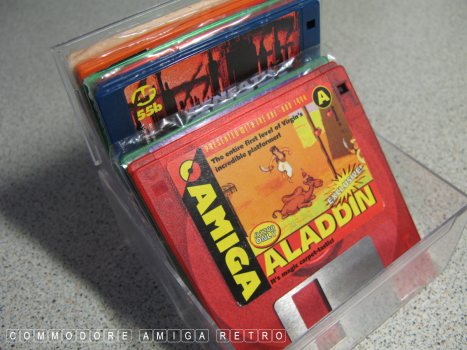 55b
PRESENTED WITH THE ONE
The entire first level of Virgin's
incredible platformer!
A
AMIGA
EXCLUSIVE!
ALADDIN
It's magic carpet-tastic!
COMMODORE AMIGA RETRO